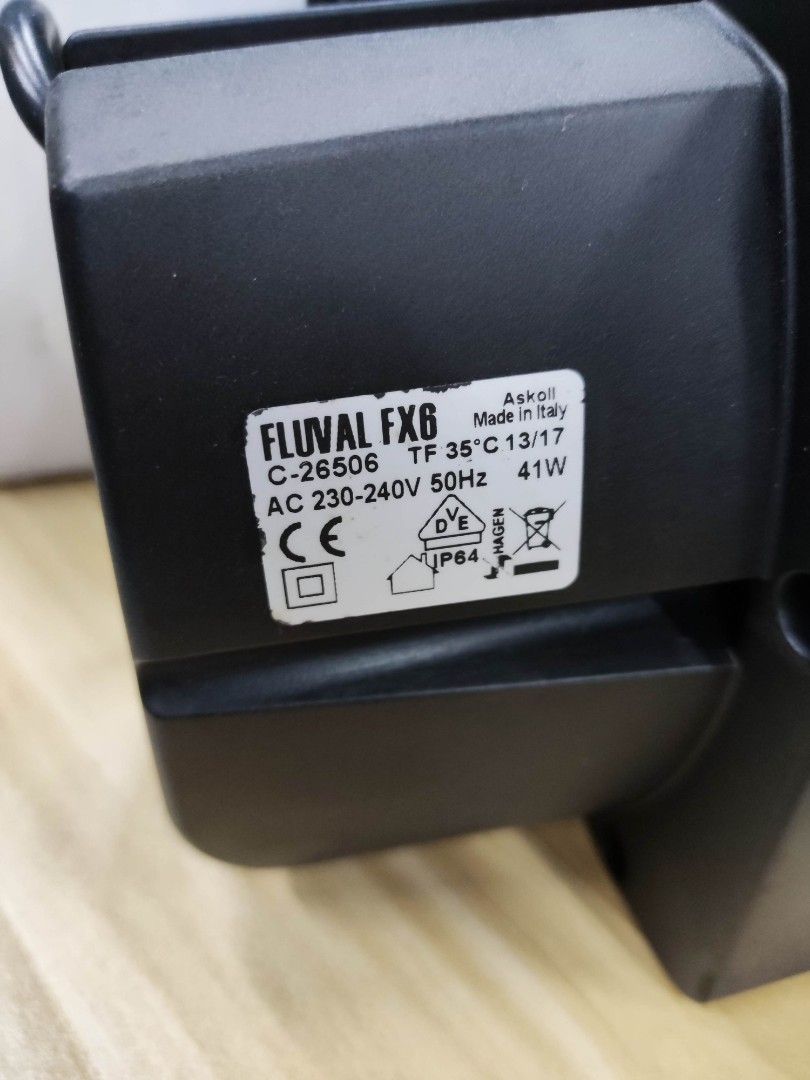 FLUVAL FX6
Askoll
Made in Italy
C-26506 TF 35°C 13/17
AC 230-240V 50Hz 41W
CE
DVE
IP64
HAGEN